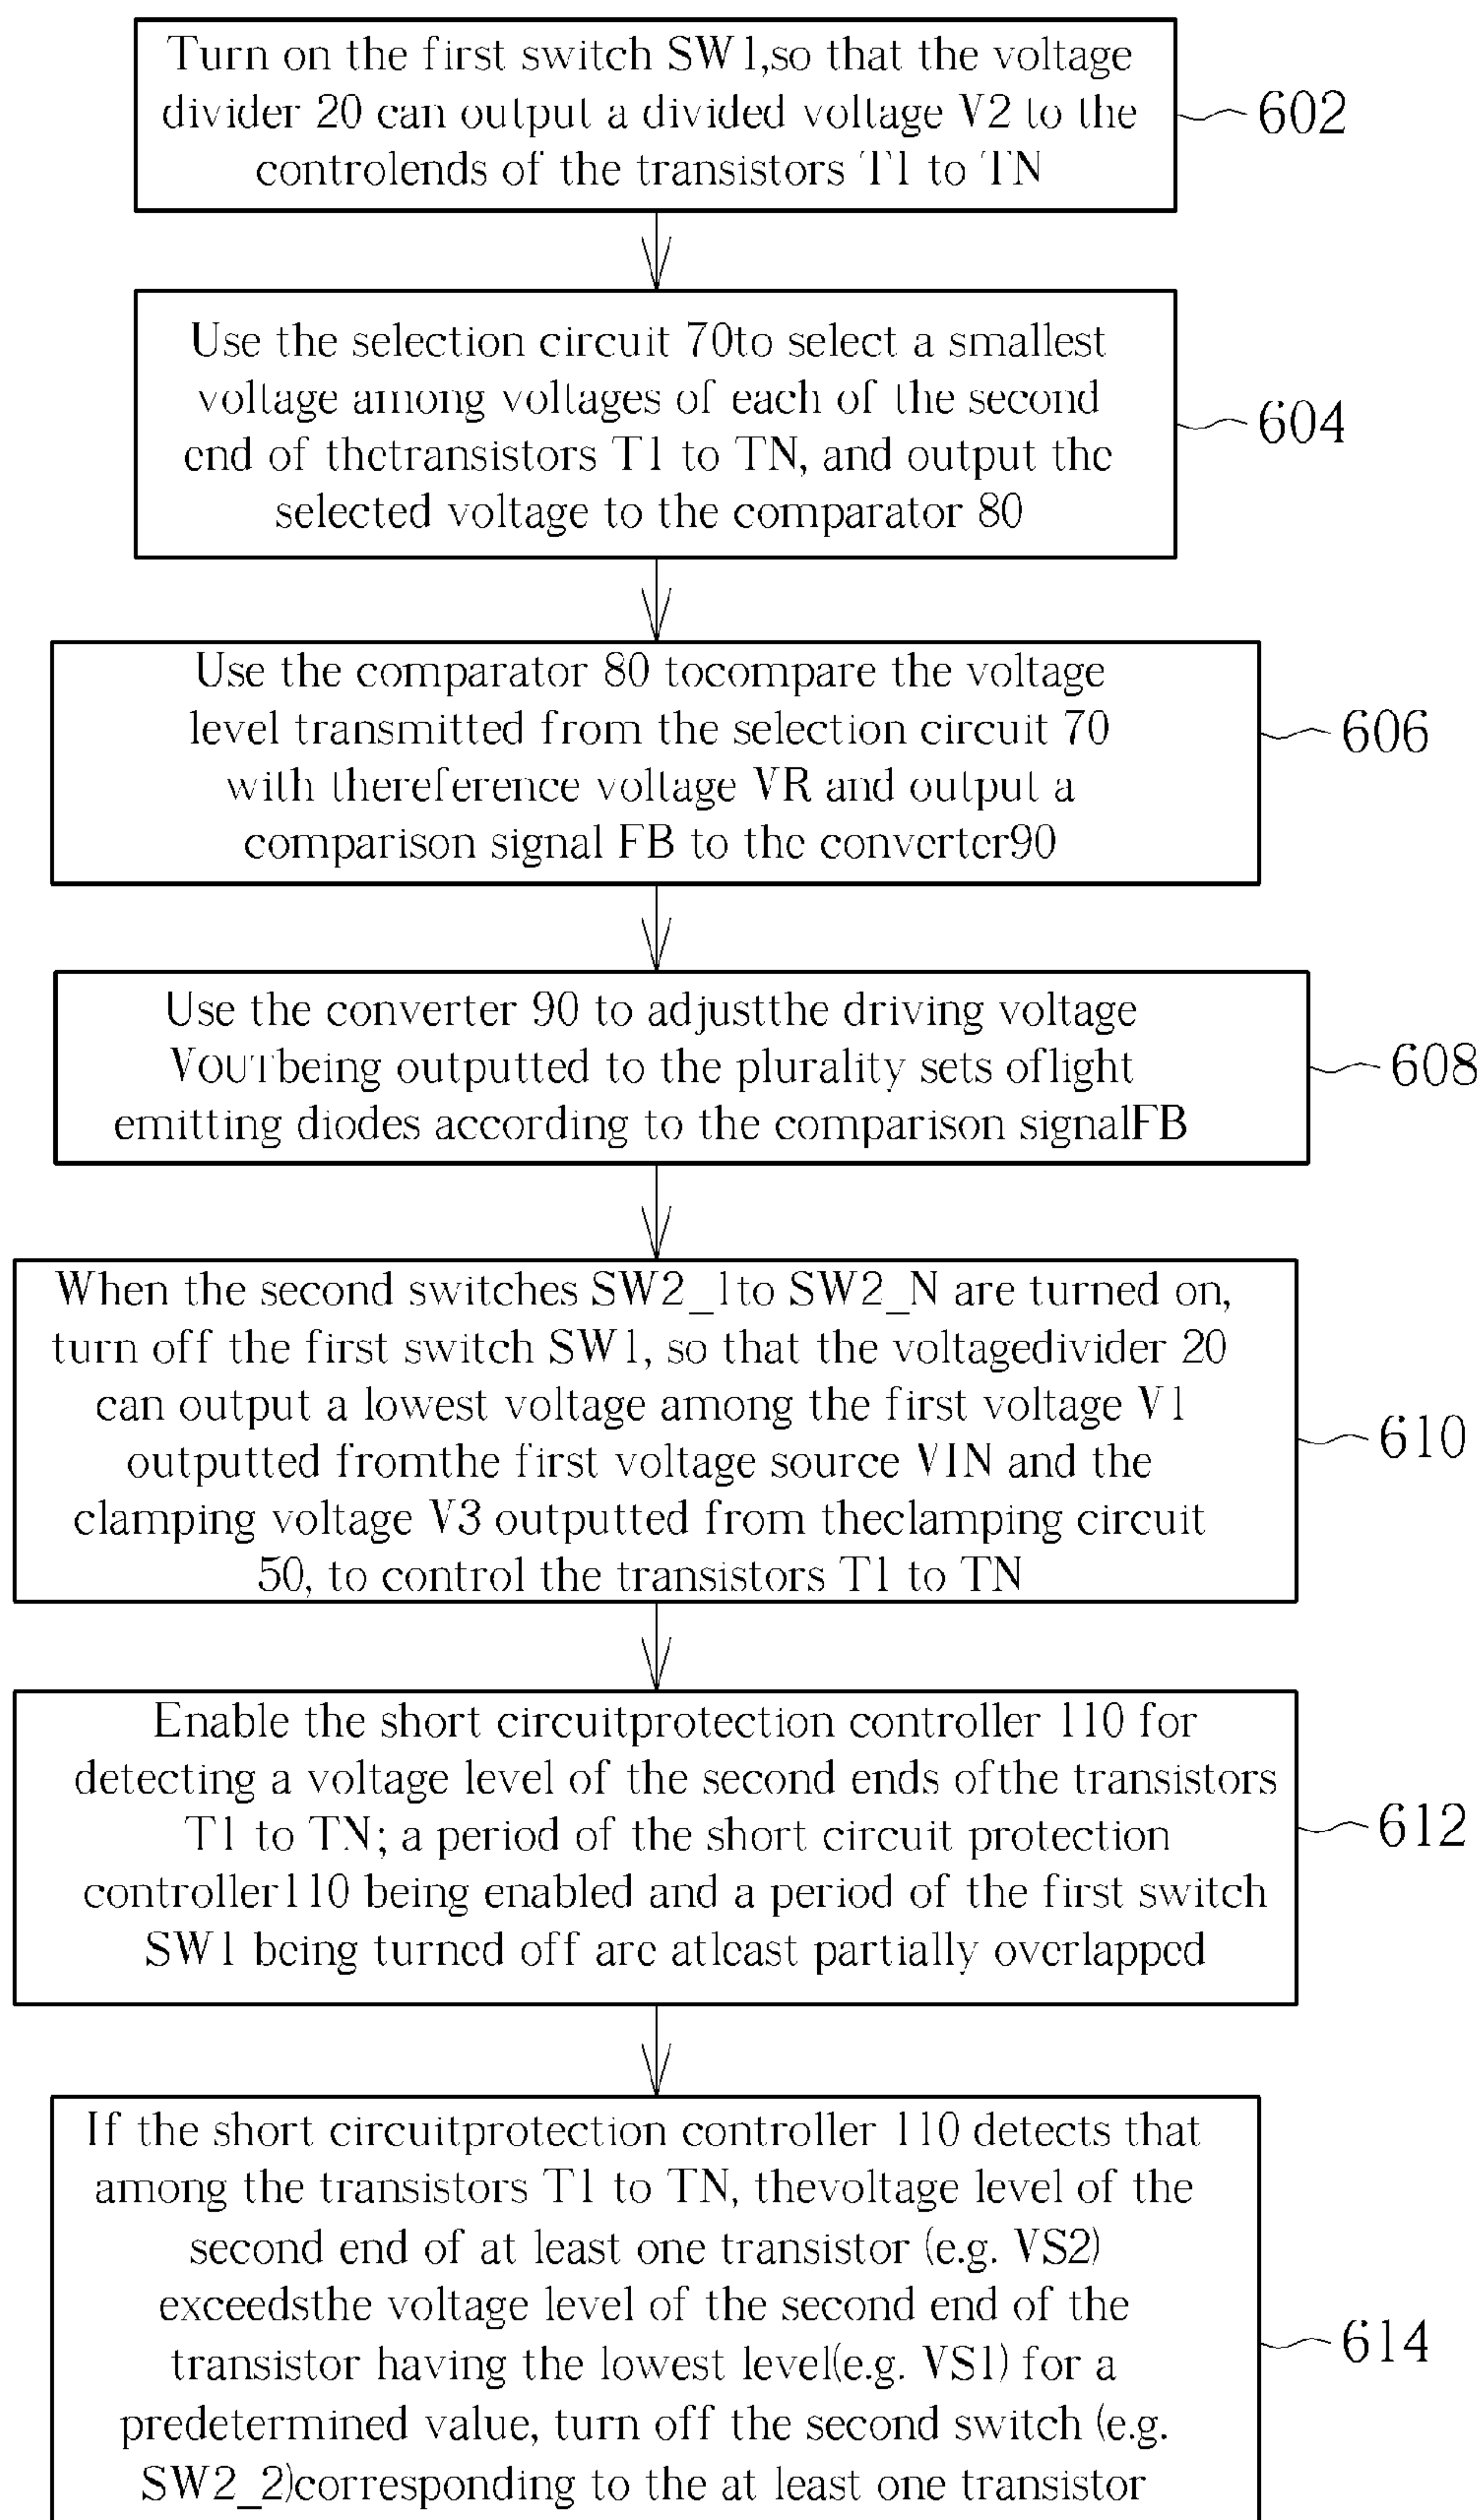 Turn on the first switch SW1,so that the voltage
divider 20 can output a divided voltage V2 to the
controlends of the transistors T1 to TN
602
Use the selection circuit 70to select a smallest
voltage among voltages of each of the second
end of thetransistors T1 to TN, and output the
selected voltage to the comparator 80
604
Use the comparator 80 tocompare the voltage
level transmitted from the selection circuit 70
with thereference voltage VR and output a
comparison signal FB to the converter90
606
Use the converter 90 to adjustthe driving voltage
VOUTbeing outputted to the plurality sets oflight
emitting diodes according to the comparison signalFB
608
When the second switches SW2_1to SW2_N are turned on,
turn off the first switch SW1, so that the voltagedivider 20
can output a lowest voltage among the first voltage V1
outputted fromthe first voltage source VIN and the
clamping voltage V3 outputted from theclamping circuit
50, to control the transistors T1 to TN
610
Enable the short circuitprotection controller 110 for
detecting a voltage level of the second ends ofthe transistors
T1 to TN; a period of the short circuit protection
controller110 being enabled and a period of the first switch
SW1 being turned off are atleast partially overlapped
612
If the short circuitprotection controller 110 detects that
among the transistors T1 to TN, thevoltage level of the
second end of at least one transistor (e.g. VS2)
exceedsthe voltage level of the second end of the
transistor having the lowest level(e.g. VS1) for a
predetermined value, turn off the second switch (e.g.
SW2_2)corresponding to the at least one transistor
614